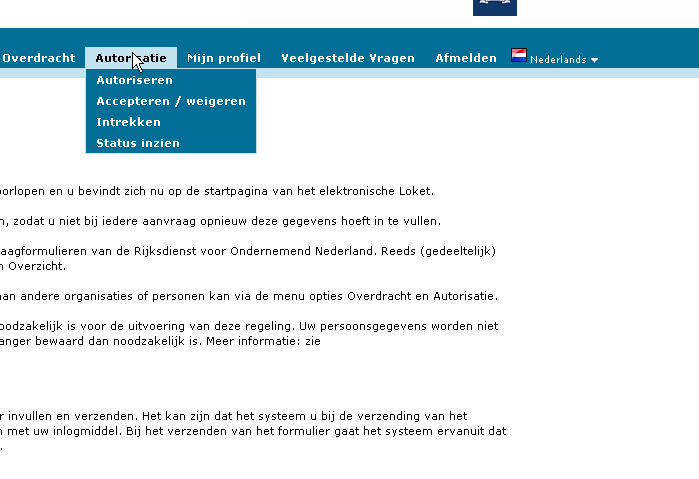 Overdracht Autorisatie Mijn profiel Veelgestelde Vragen Afmelden Nederlands
Autoriseren
Accepteren / weigeren
Intrekken
Status inzien
en u bevindt zich nu op de startpagina van het elektronische Loket.
zodat u niet bij iedere aanvraag opnieuw deze gegevens hoeft in te vullen.
van de Rijksdienst voor Ondernemend Nederland. Reeds (gedeeltelijk)
Overzicht.
andere organisaties of personen kan via de menu opties Overdracht en Autorisatie.
is voor de uitvoering van deze regeling. Uw persoonsgegevens worden niet
bewaard dan noodzakelijk is. Meer informatie: zie
invullen en verzenden. Het kan zijn dat het systeem u bij de verzending van het
met uw inlogmiddel. Bij het verzenden van het formulier gaat het systeem ervanuit dat